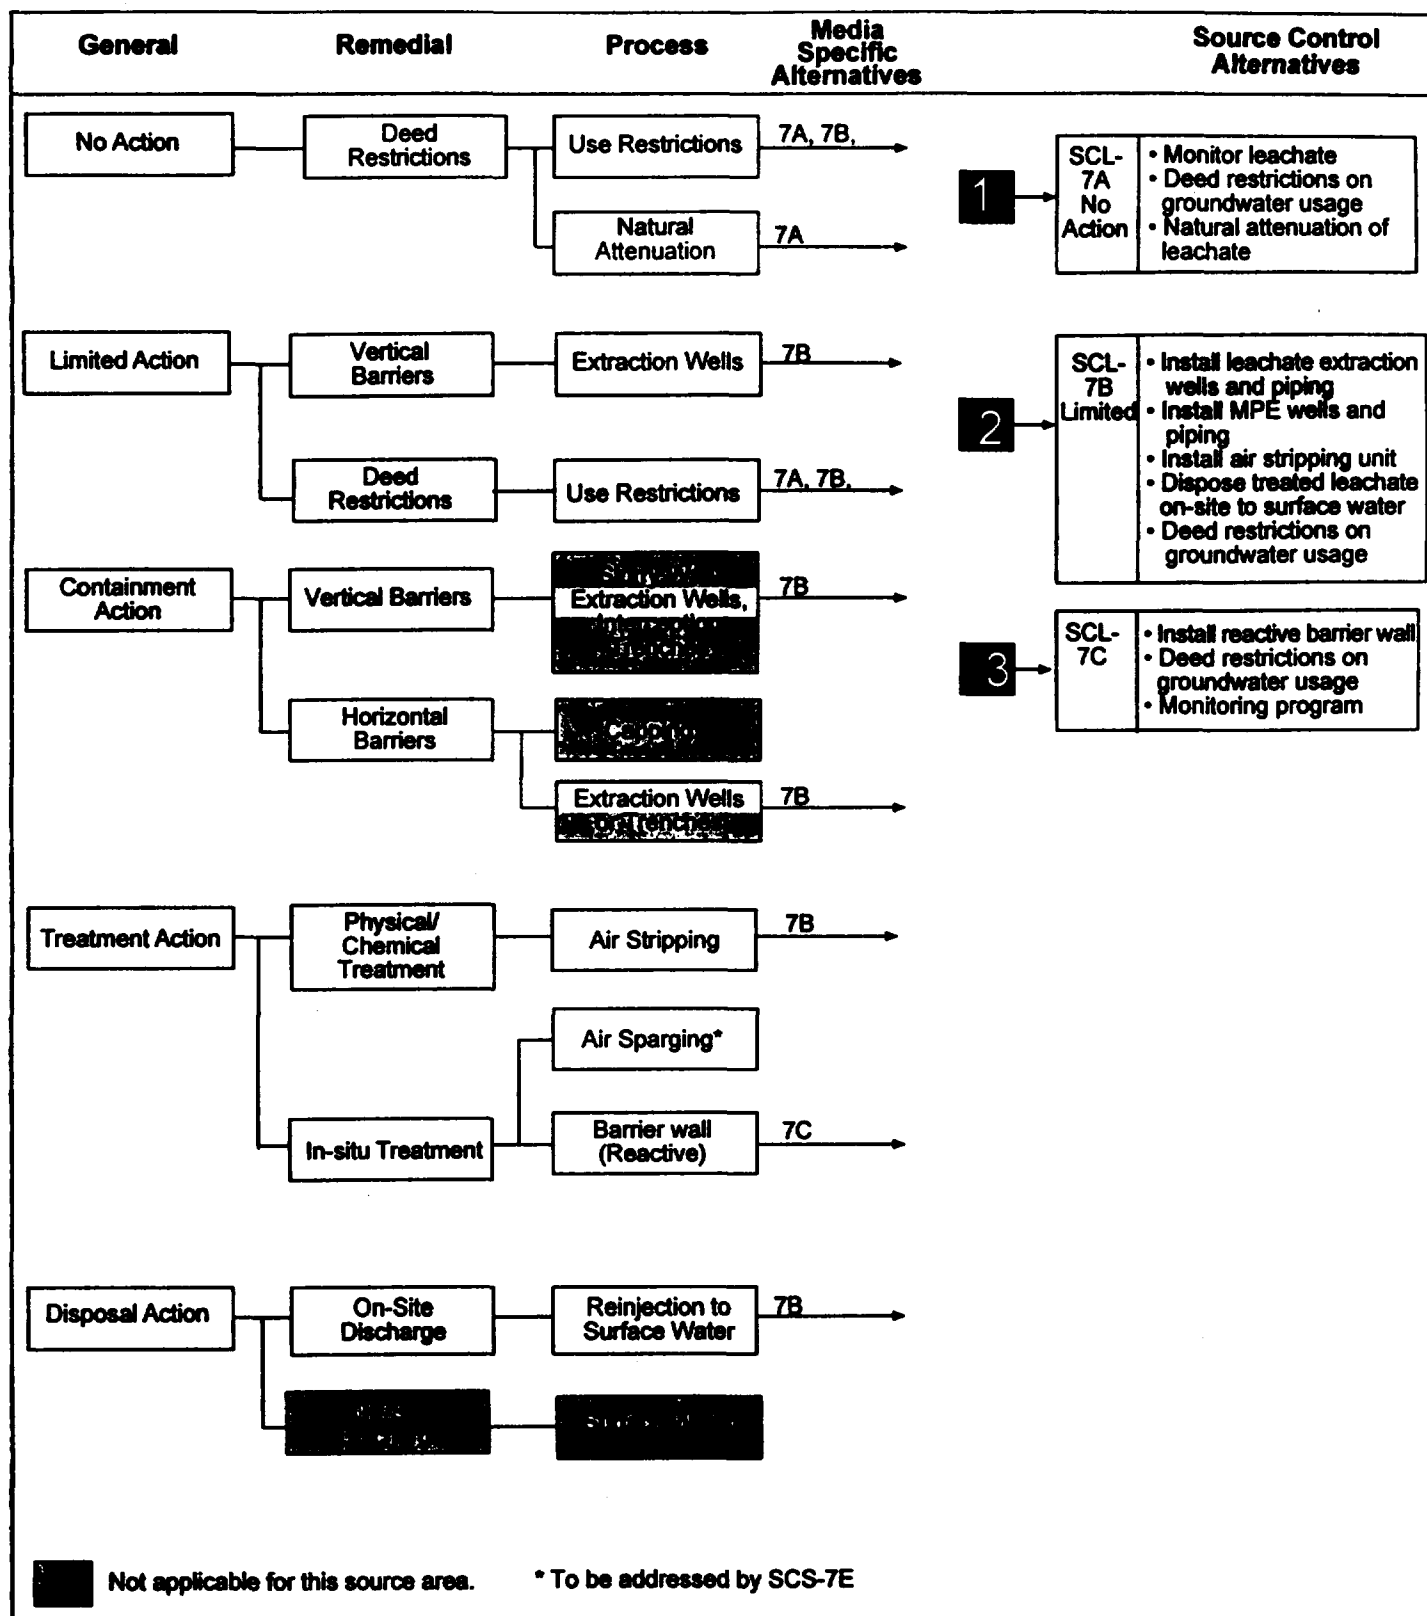 General
Remedial
Process
Media
Specific
Alternatives
Source Control
Alternatives
No Action
Deed
Restrictions
Use Restrictions
7A, 7B,
Natural
Attenuation
7A
1
SCL-
7A
No
Action
• Monitor leachate
• Deed restrictions on
groundwater usage
• Natural attenuation of
leachate
Limited Action
Vertical
Barriers
Extraction Wells
7B
Deed
Restrictions
Use Restrictions
7A, 7B,
2
SCL-
7B
Limited
• Install leachate extraction
wells and piping
• Install MPE wells and
piping
• Install air stripping unit
• Dispose treated leachate
on-site to surface water
• Deed restrictions on
groundwater usage
Containment
Action
Vertical Barriers
Extraction Wells,
Interception
Trenches
7B
Horizontal
Barriers
Capping
Extraction Wells
or Trenches
7B
3
SCL-
7C
• Install reactive barrier wall
• Deed restrictions on
groundwater usage
• Monitoring program
Treatment Action
Physical/
Chemical
Treatment
Air Stripping
7B
Air Sparging*
In-situ Treatment
Barrier wall
(Reactive)
7C
Disposal Action
On-Site
Discharge
Reinjection to
Surface Water
7B
Not applicable for this source area.
* To be addressed by SCS-7E